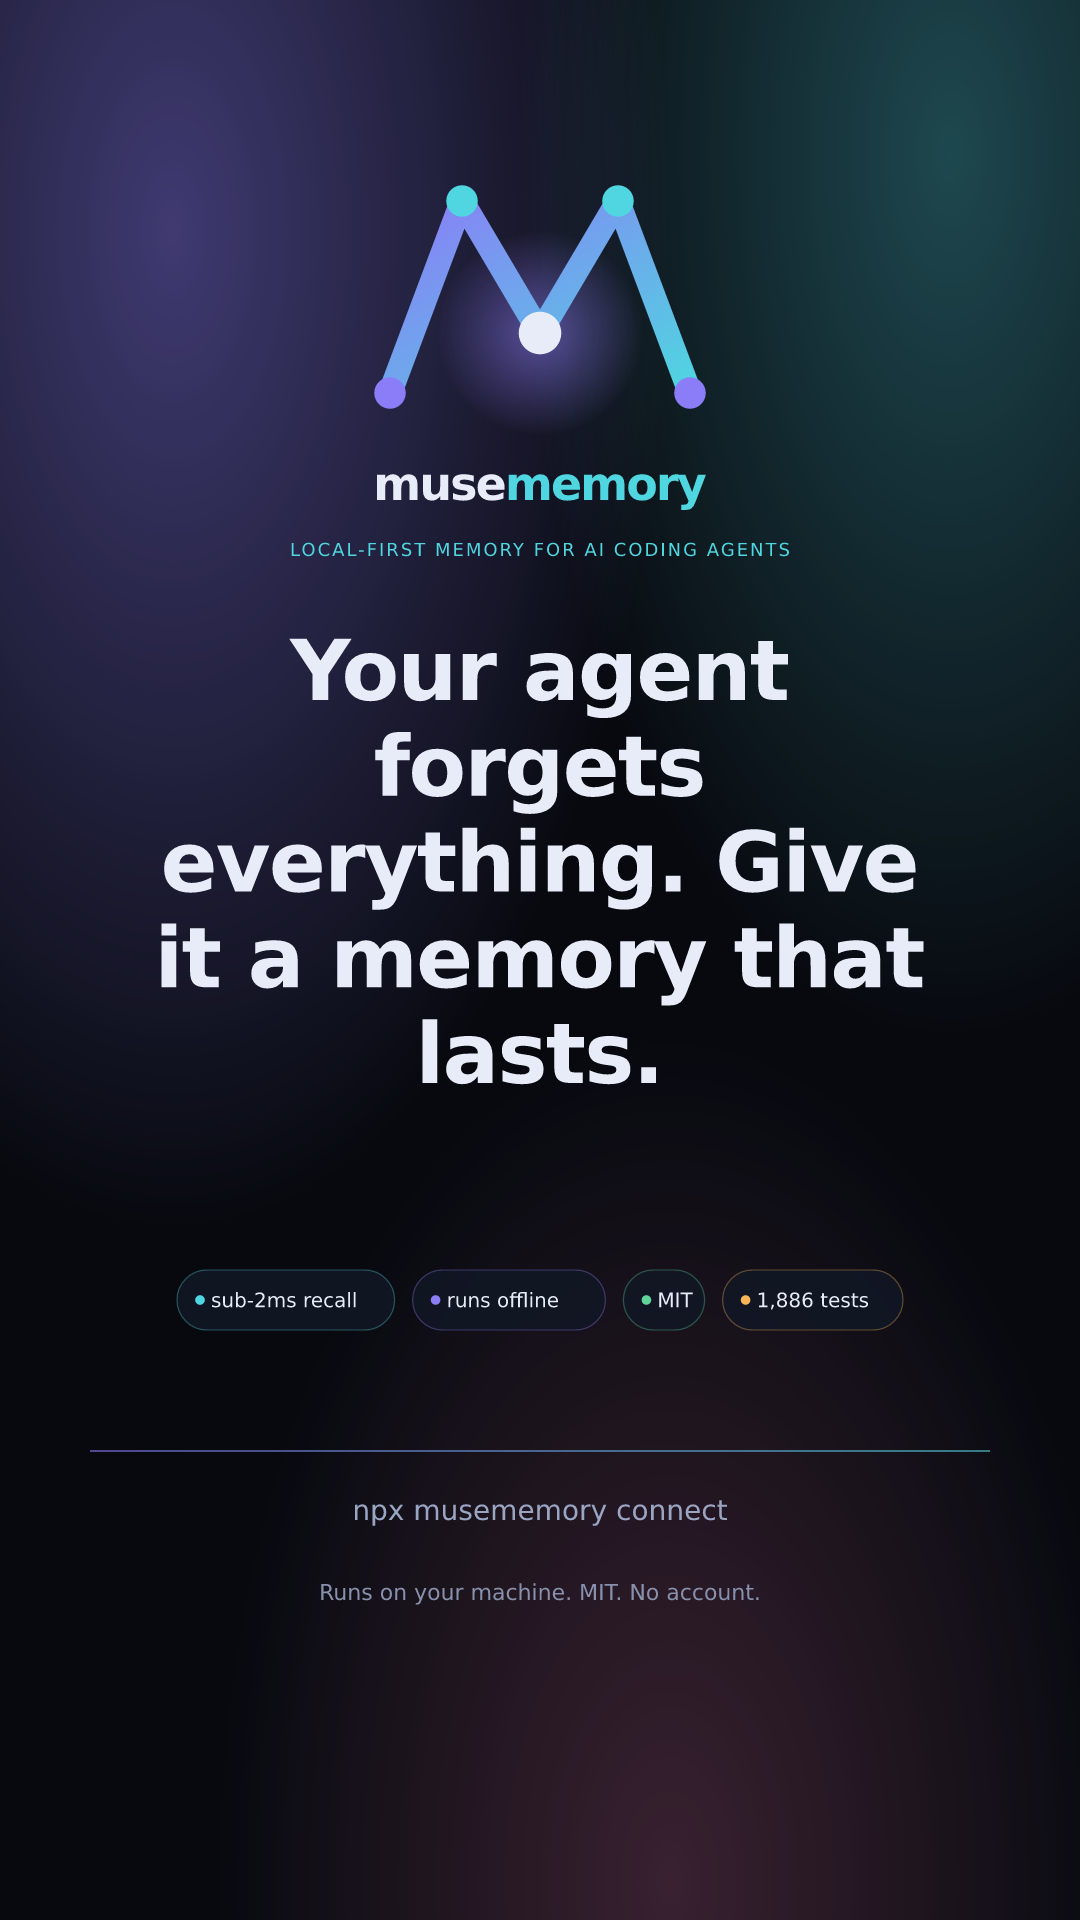 musememory
LOCAL-FIRST MEMORY FOR AI CODING AGENTS
Your agent
forgets
everything. Give
it a memory that
lasts.
sub-2ms recall
runs offline
MIT
1,886 tests
npx musememory connect
Runs on your machine. MIT. No account.